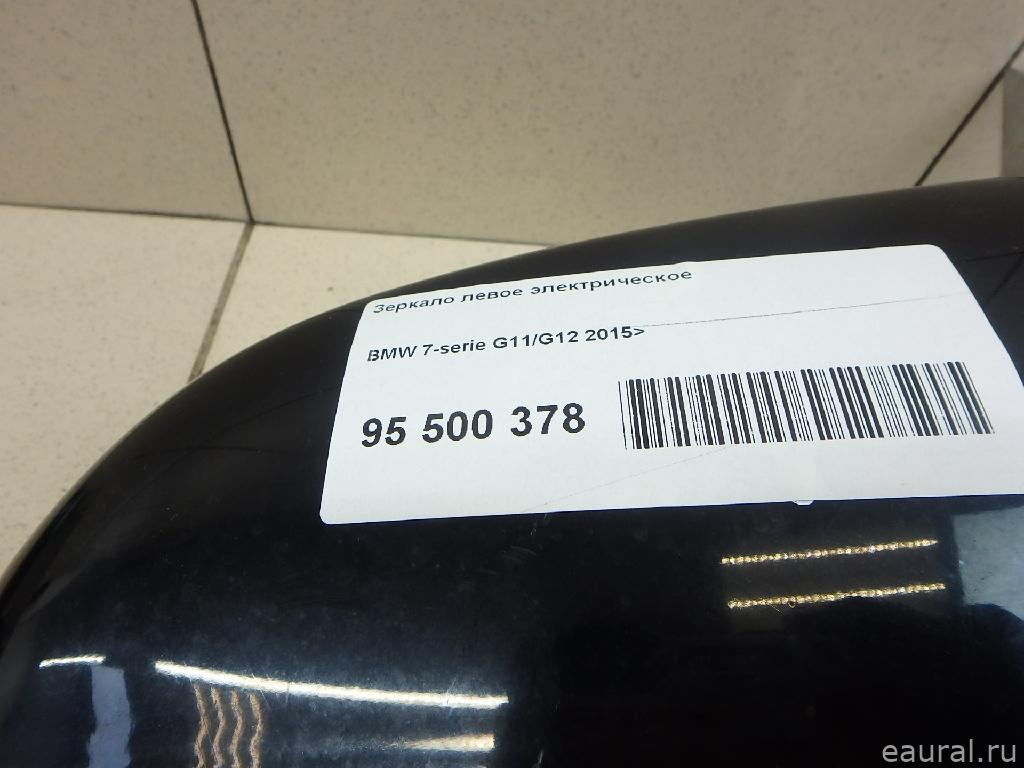 Зеркало левое электрическое
BMW 7-serie G11/G12 2015>
95 500 378
eaural.ru